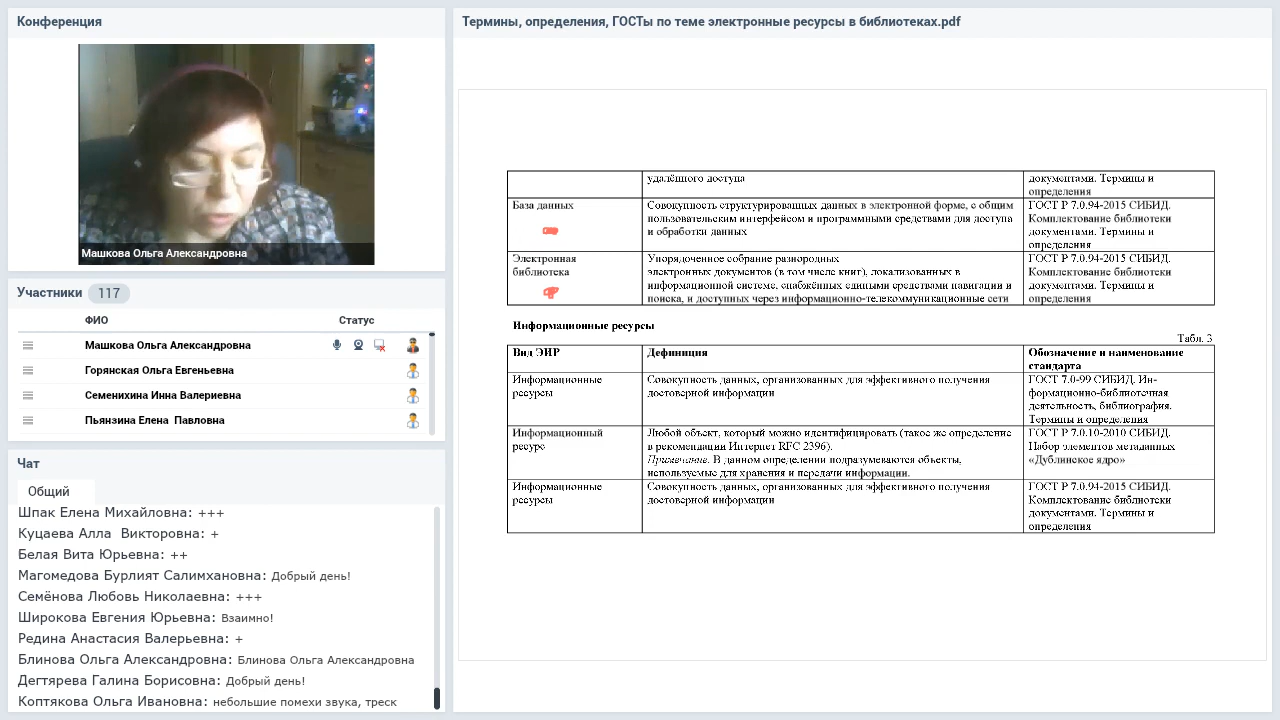 Конференция
Машкова Ольга Александровна
Участники 117
ФИО Статус
Машкова Ольга Александровна
Горянская Ольга Евгеньевна
Семенихина Инна Валериевна
Пьянзина Елена Павловна
Чат
Общий
Шпак Елена Михайловна: +++
Куцаева Алла Викторовна: +
Белая Вита Юрьевна: ++
Магомедова Бурлият Салимхановна: Добрый день!
Семёнова Любовь Николаевна: +++
Широкова Евгения Юрьевна: Взаимно!
Редина Анастасия Валерьевна: +
Блинова Ольга Александровна: Блинова Ольга Александровна
Дегтярева Галина Борисовна: Добрый день!
Коптякова Ольга Ивановна: небольшие помехи звука, треск
Термины, определения, ГОСТы по теме электронные ресурсы в библиотеках.pdf
удалённого доступа
документами. Термины и
определения
База данных
Совокупность структурированных данных в электронной форме, с общим
пользовательским интерфейсом и программными средствами для доступа
и обработки данных
ГОСТ Р 7.0.94-2015 СИБИД.
Комплектование библиотеки
документами. Термины и
определения
Электронная
библиотека
Упорядоченное собрание разнородных
электронных документов (в том числе книг), локализованных в
информационной системе, снабжённых едиными средствами навигации и
поиска, и доступных через информационно-телекоммуникационные сети
ГОСТ Р 7.0.94-2015 СИБИД.
Комплектование библиотеки
документами. Термины и
определения
Информационные ресурсы
Табл. 3
Вид ЭИР
Дефиниция
Обозначение и наименование
стандарта
Информационные
ресурсы
Совокупность данных, организованных для эффективного получения
достоверной информации
ГОСТ 7.0-99 СИБИД. Ин-
формационно-библиотечная
деятельность, библиография.
Термины и определения
Информационный
ресурс
Любой объект, который можно идентифицировать (такое же определение
в рекомендации Интернет RFC 2396).
Примечание. В данном определении подразумеваются объекты,
используемые для хранения и передачи информации.
ГОСТ Р 7.0.10-2010 СИБИД.
Набор элементов метаданных
«Дублинское ядро»
Информационные
ресурсы
Совокупность данных, организованных для эффективного получения
достоверной информации
ГОСТ Р 7.0.94-2015 СИБИД.
Комплектование библиотеки
документами. Термины и
определения